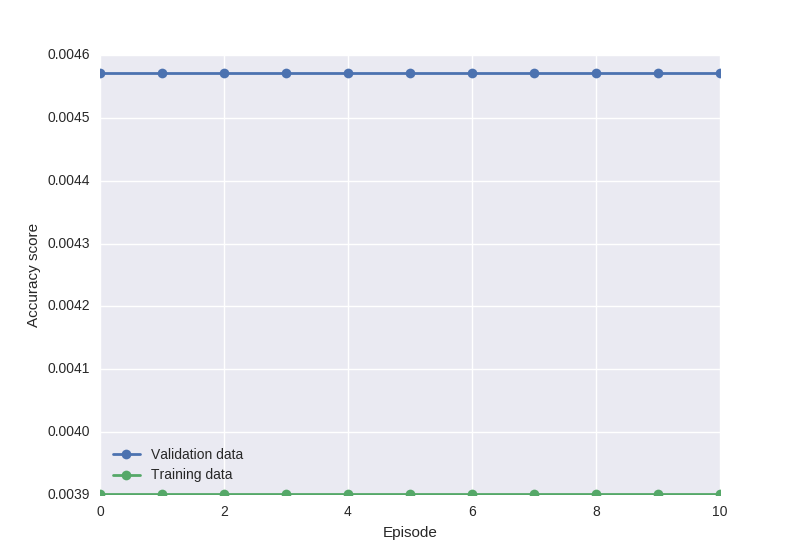 0.0046
0.0045
0.0044
0.0043
0.0042
0.0041
0.0040
0.0039
Accuracy score
Validation data
Training data
0 2 4 6 8 10
Episode